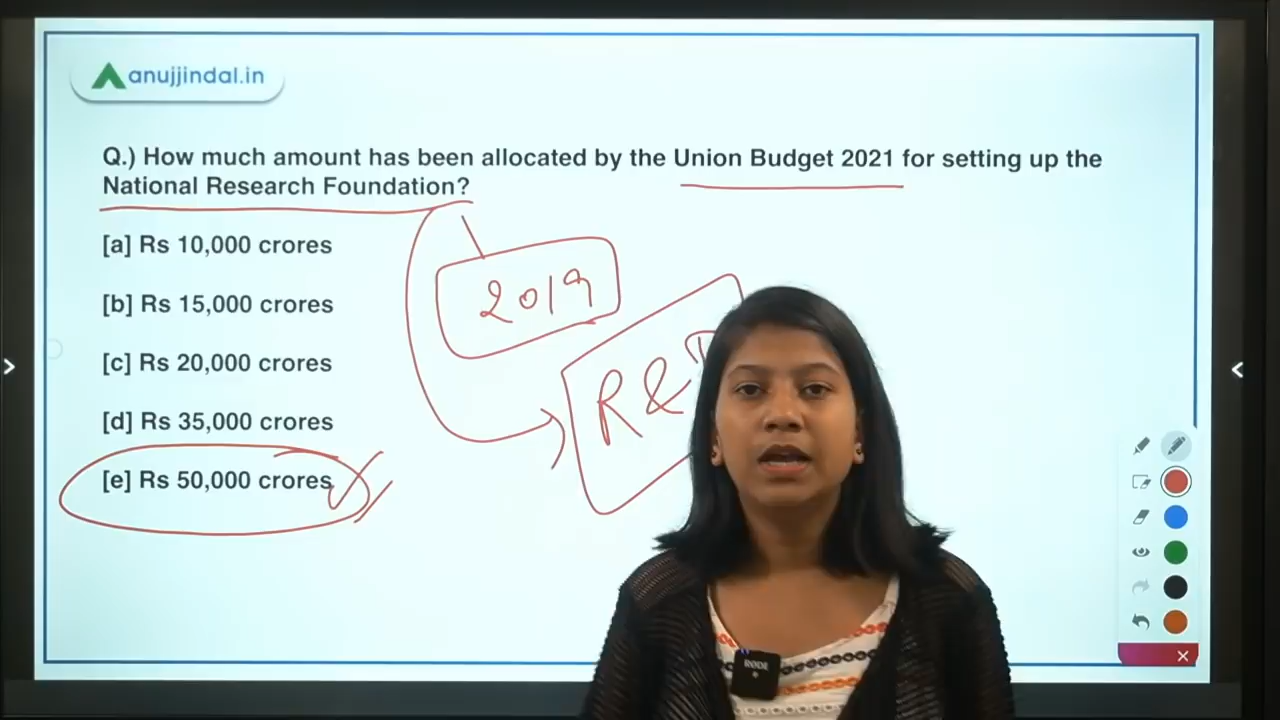 anujjindal.in
Q.) How much amount has been allocated by the Union Budget 2021 for setting up the
National Research Foundation?
[a] Rs 10,000 crores
[b] Rs 15,000 crores
[c] Rs 20,000 crores
[d] Rs 35,000 crores
[e] Rs 50,000 crores
2019
R&D
RØDE